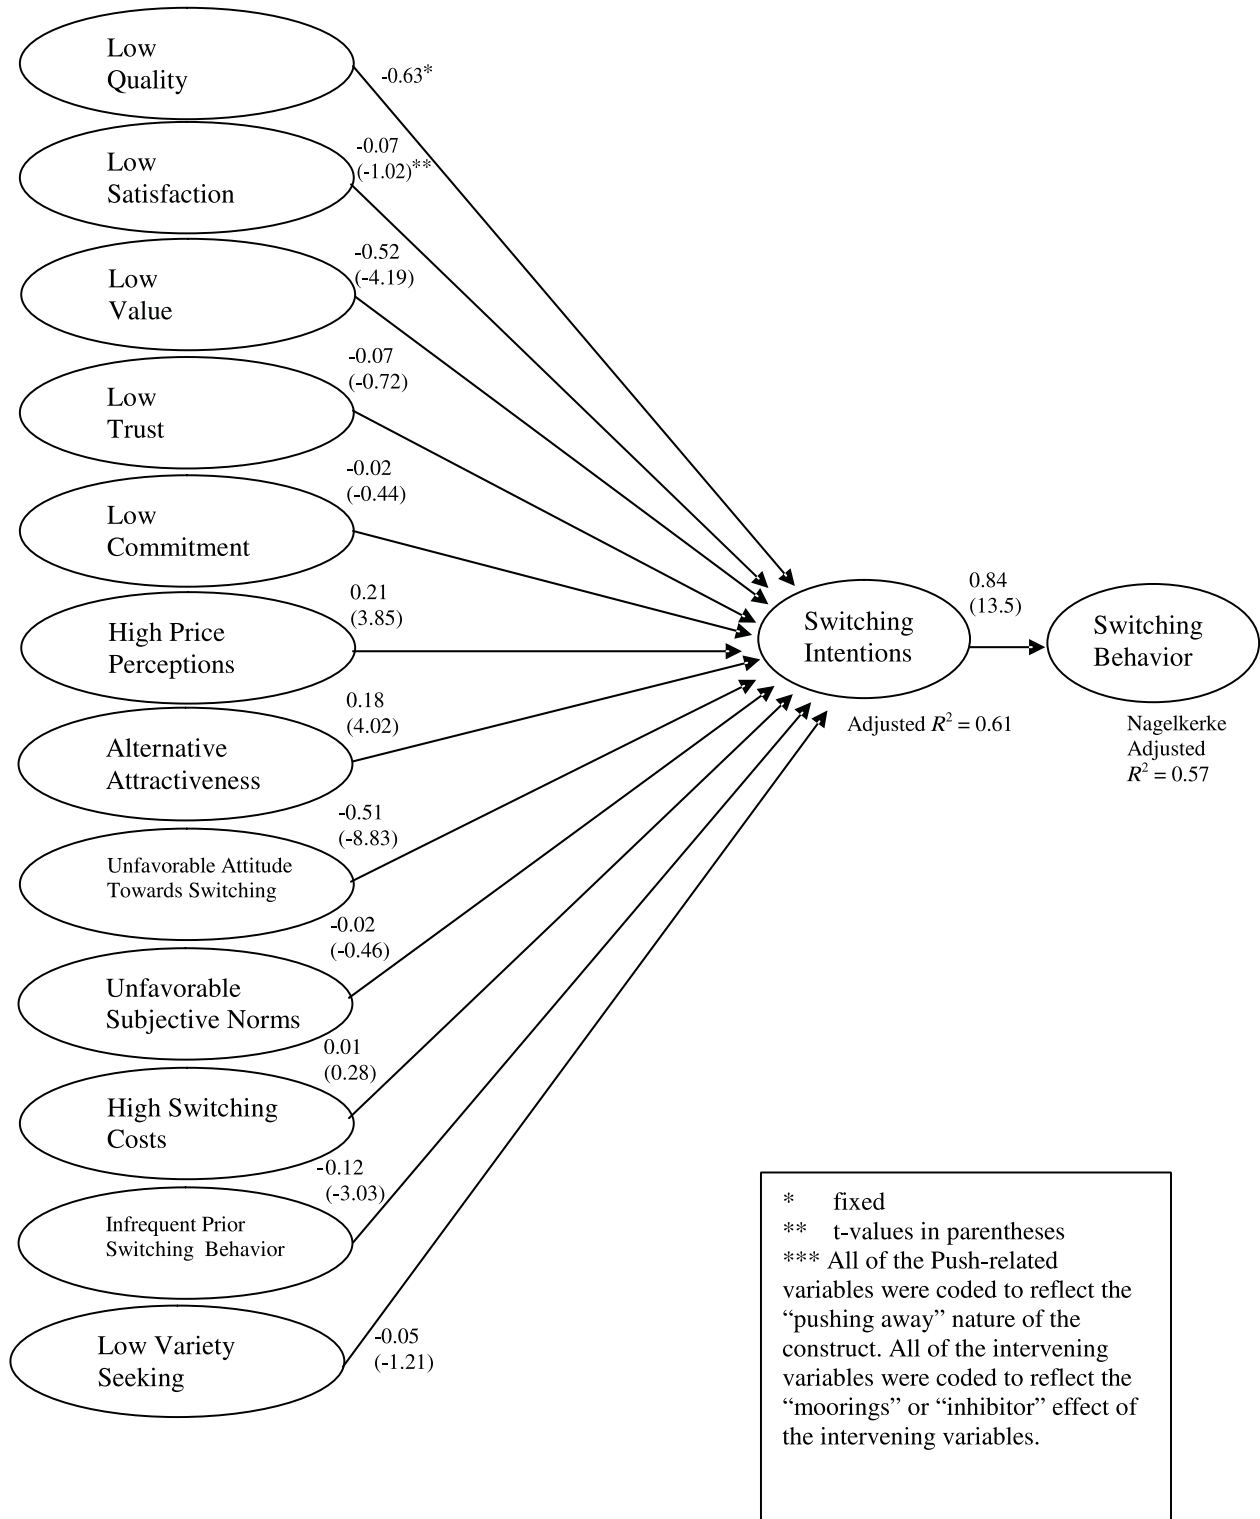 Low
Quality
-0.63*
Low
Satisfaction
-0.07
(-1.02)**
Low
Value
-0.52
(-4.19)
Low
Trust
-0.07
(-0.72)
Low
Commitment
-0.02
(-0.44)
High Price
Perceptions
0.21
(3.85)
Alternative
Attractiveness
0.18
(4.02)
Unfavorable Attitude
Towards Switching
-0.51
(-8.83)
Unfavorable
Subjective Norms
-0.02
(-0.46)
High Switching
Costs
0.01
(0.28)
Infrequent Prior
Switching Behavior
-0.12
(-3.03)
Low Variety
Seeking
-0.05
(-1.21)
Switching
Intentions
Adjusted R² = 0.61
0.84
(13.5)
Switching
Behavior
Nagelkerke
Adjusted
R² = 0.57
* fixed
** t-values in parentheses
*** All of the Push-related
variables were coded to reflect the
“pushing away” nature of the
construct. All of the intervening
variables were coded to reflect the
“moorings” or “inhibitor” effect of
the intervening variables.